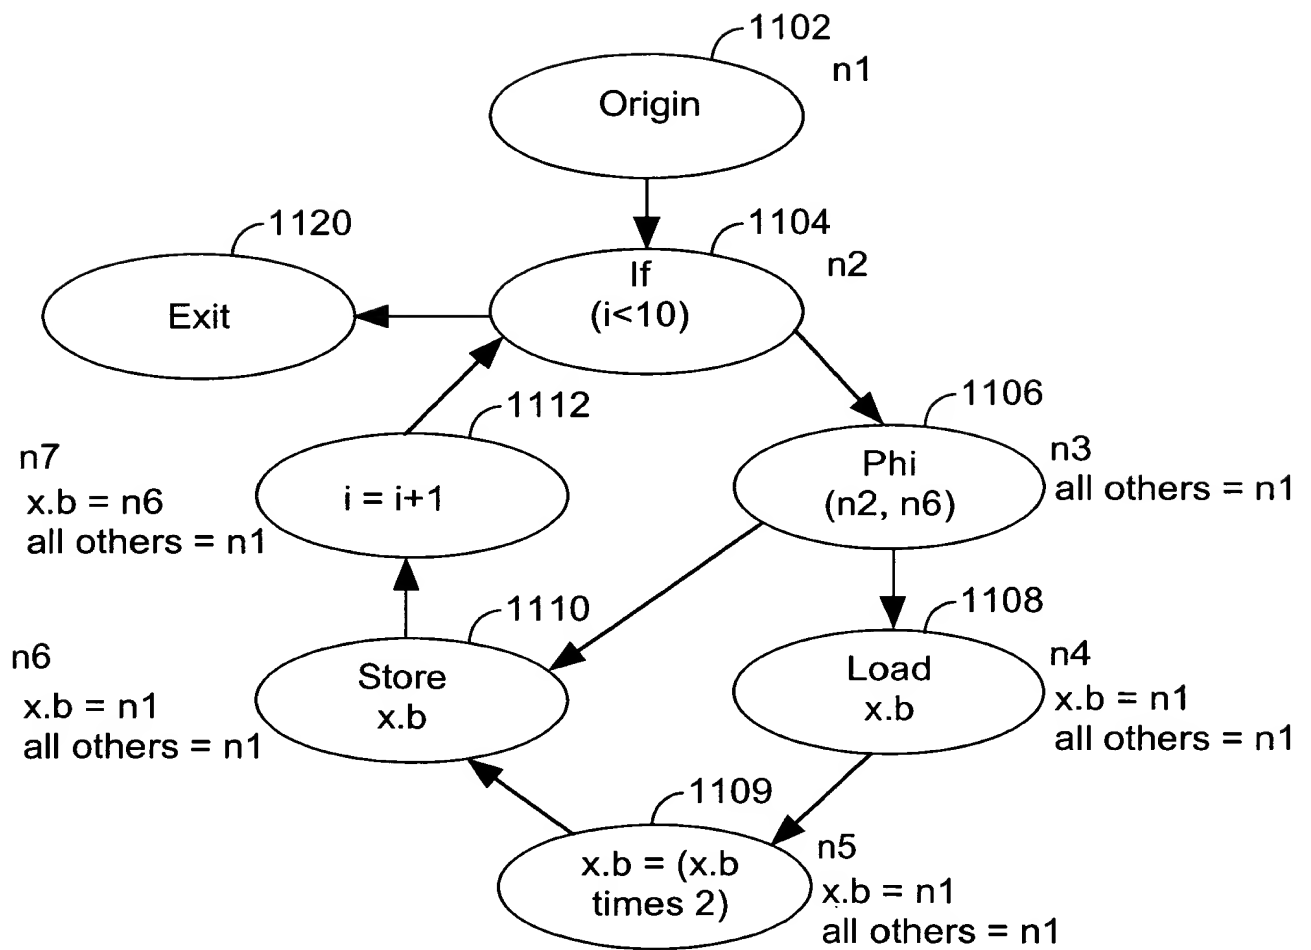 1102
n1
Origin
1120
1104
n2
If
(i<10)
Exit
1112
1106
n7
x.b = n6
all others = n1
i = i+1
Phi
(n2, n6)
n3
all others = n1
1110
1108
n6
x.b = n1
all others = n1
Store
x.b
Load
x.b
n4
x.b = n1
all others = n1
1109
x.b = (x.b
times 2)
n5
x.b = n1
all others = n1